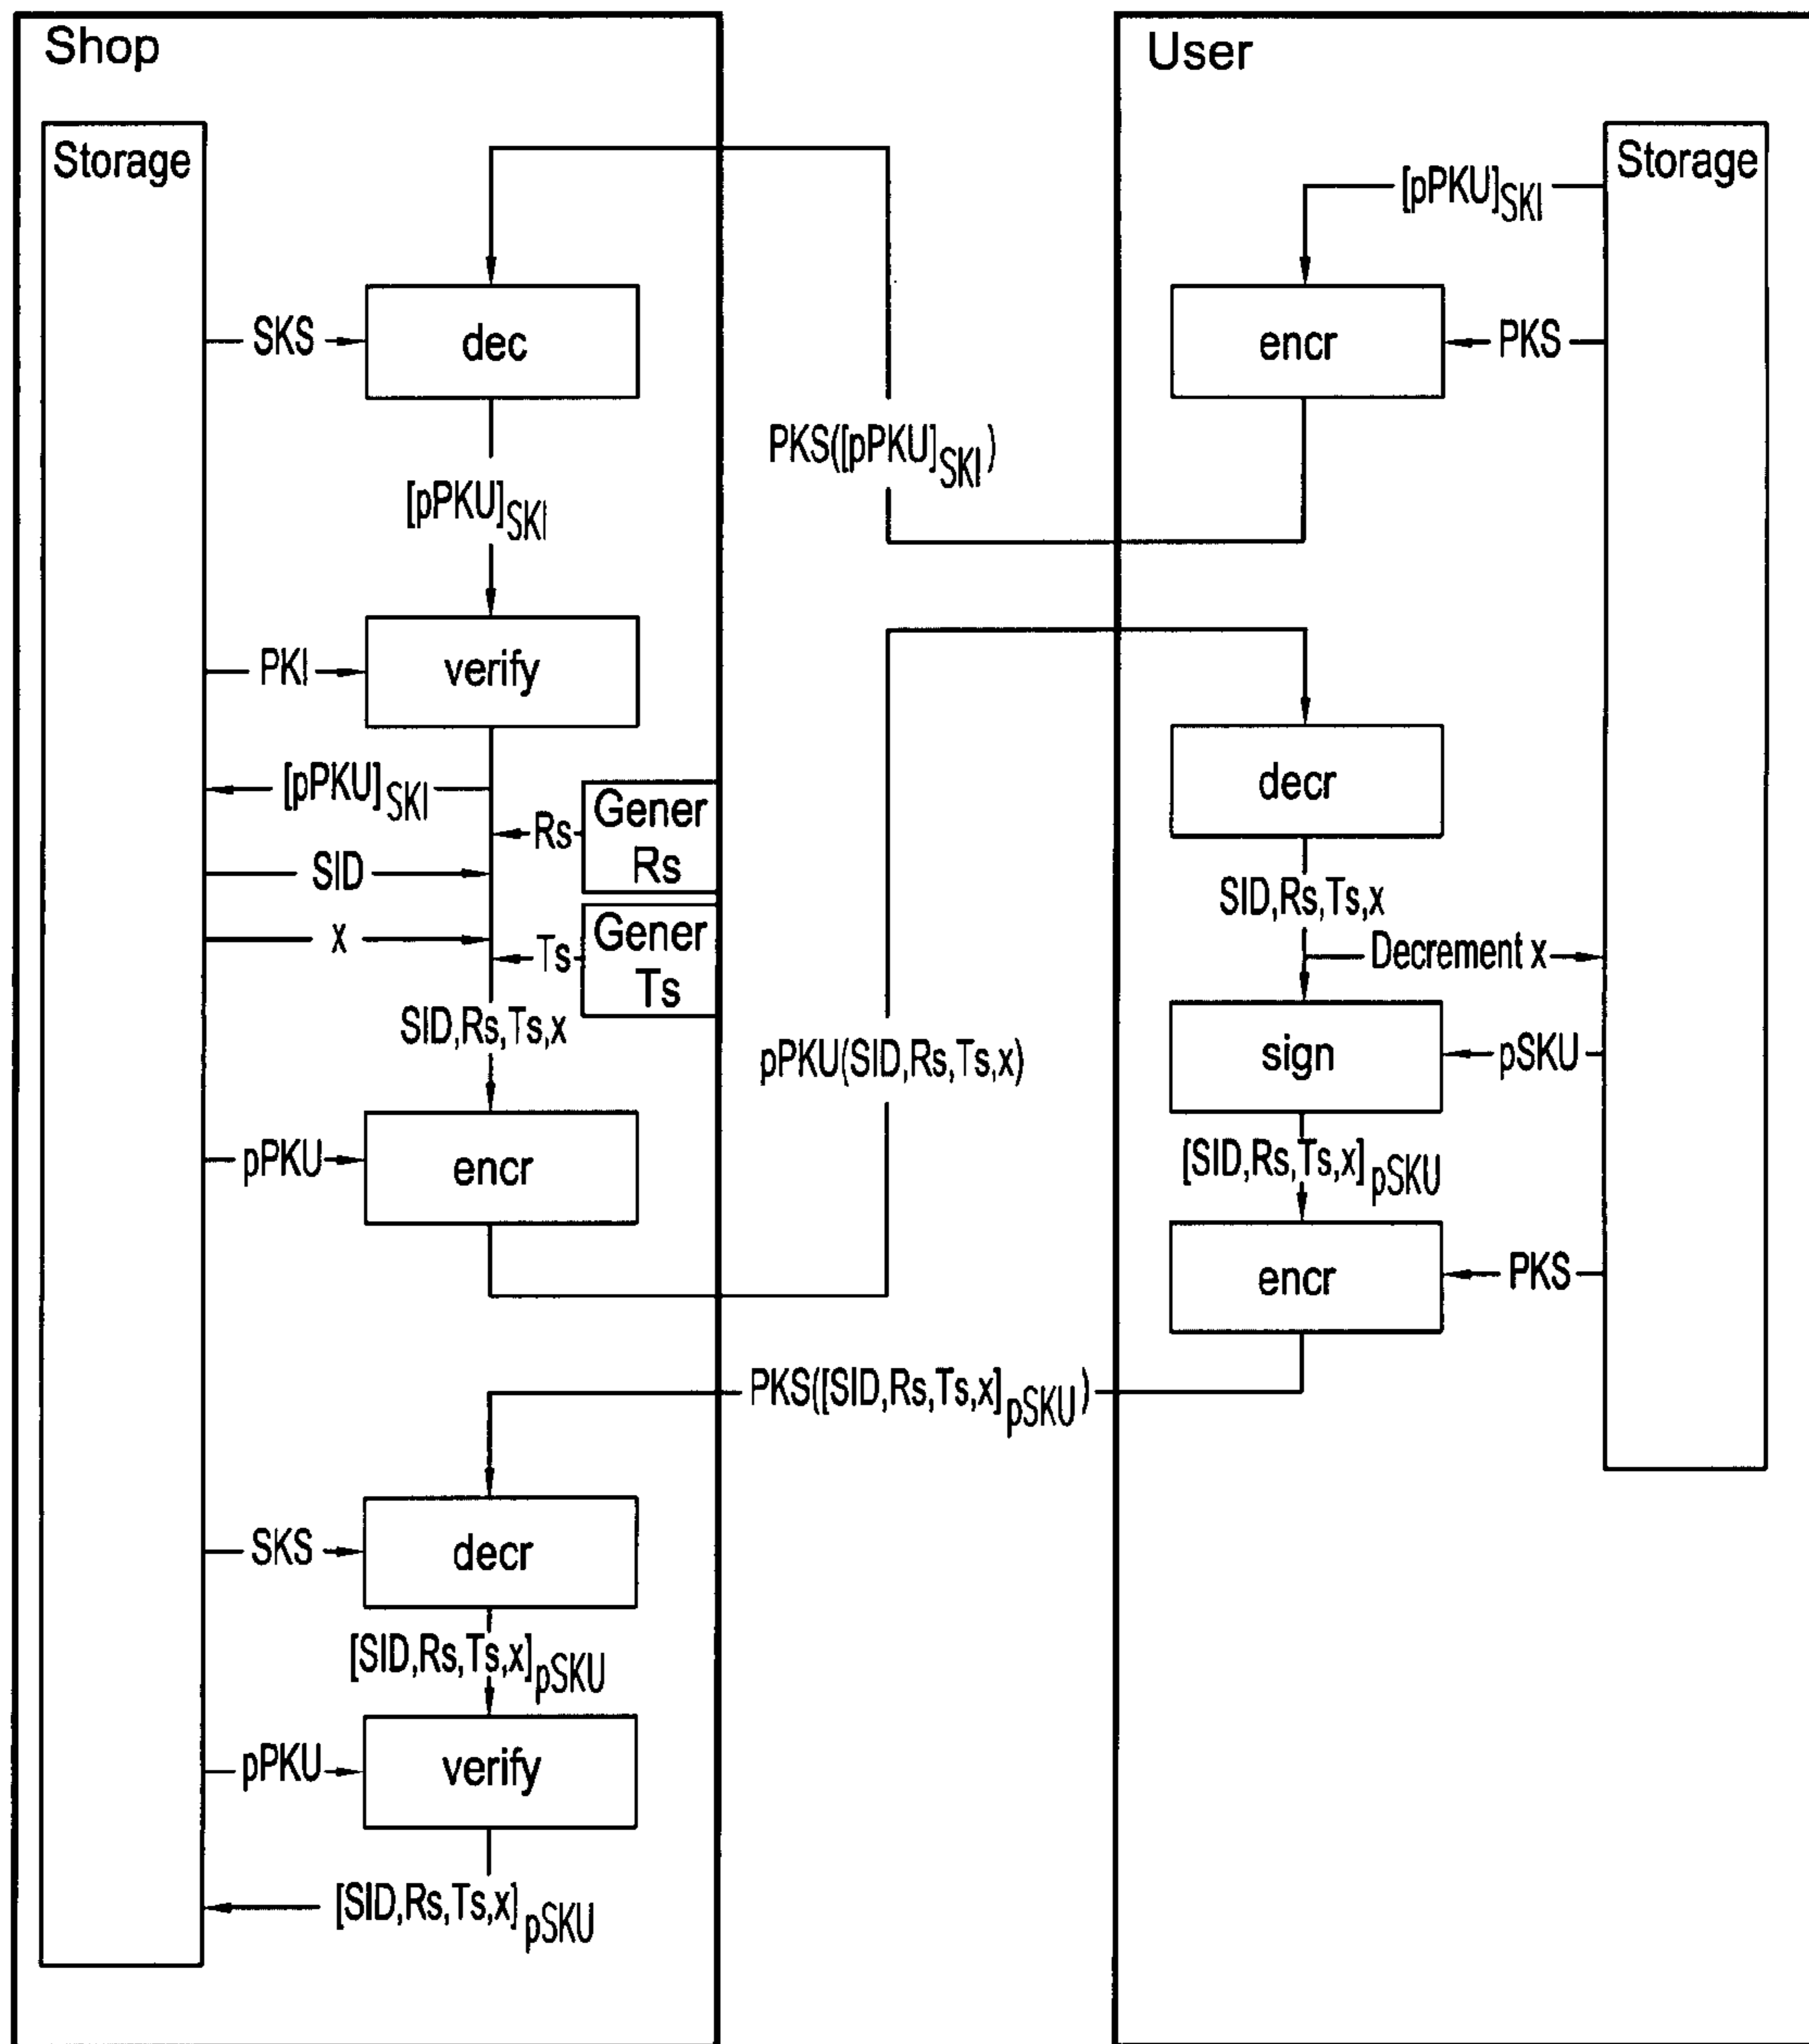 Shop
Storage
SKS
dec
[pPKU]SKI
PKI
verify
[pPKU]SKI
Rs
Gener
Rs
SID
x
Ts
Gener
Ts
SID,Rs,Ts,x
pPKU
encr
SKS
decr
[SID,Rs,Ts,x]pSKU
pPKU
verify
[SID,Rs,Ts,x]pSKU
PKS([pPKU]SKI)
pPKU(SID,Rs,Ts,x)
PKS([SID,Rs,Ts,x]pSKU)
User
Storage
[pPKU]SKI
encr
PKS
decr
SID,Rs,Ts,x
Decrement x
sign
pSKU
[SID,Rs,Ts,x]pSKU
encr
PKS